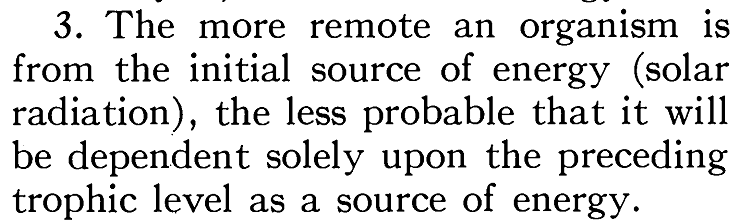 3. The more remote an organism is
from the initial source of energy (solar
radiation), the less probable that it will
be dependent solely upon the preceding
trophic level as a source of energy.